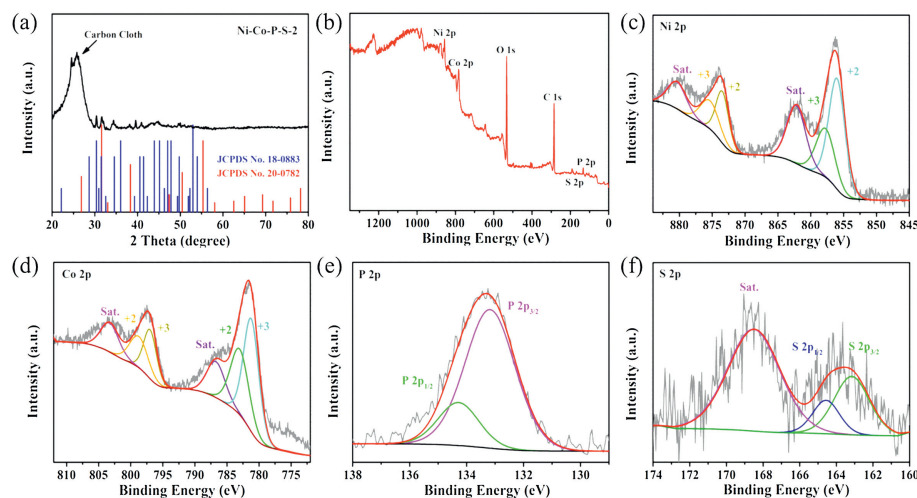 (a)
Ni-Co-P-S-2
Carbon Cloth
JCPDS No. 18-0883
JCPDS No. 20-0782
Intensity (a.u.)
20 30 40 50 60 70 80
2 Theta (degree)
(b)
Ni 2p
Co 2p
O 1s
C 1s
P 2p
S 2p
Intensity (a.u.)
1200 1000 800 600 400 200 0
Binding Energy (eV)
(c)
Ni 2p
Sat.
+3
+2
Sat.
+3
+2
Intensity (a.u.)
880 875 870 865 860 855 850 845
Binding Energy (eV)
(d)
Co 2p
Sat.
+2
+3
Sat.
+2
+3
Intensity (a.u.)
810 805 800 795 790 785 780 775
Binding Energy (eV)
(e)
P 2p
P 2p3/2
P 2p1/2
Intensity (a.u.)
138 136 134 132 130
Binding Energy (eV)
(f)
S 2p
Sat.
S 2p1/2
S 2p3/2
Intensity (a.u.)
174 172 170 168 166 164 162 160
Binding Energy (eV)